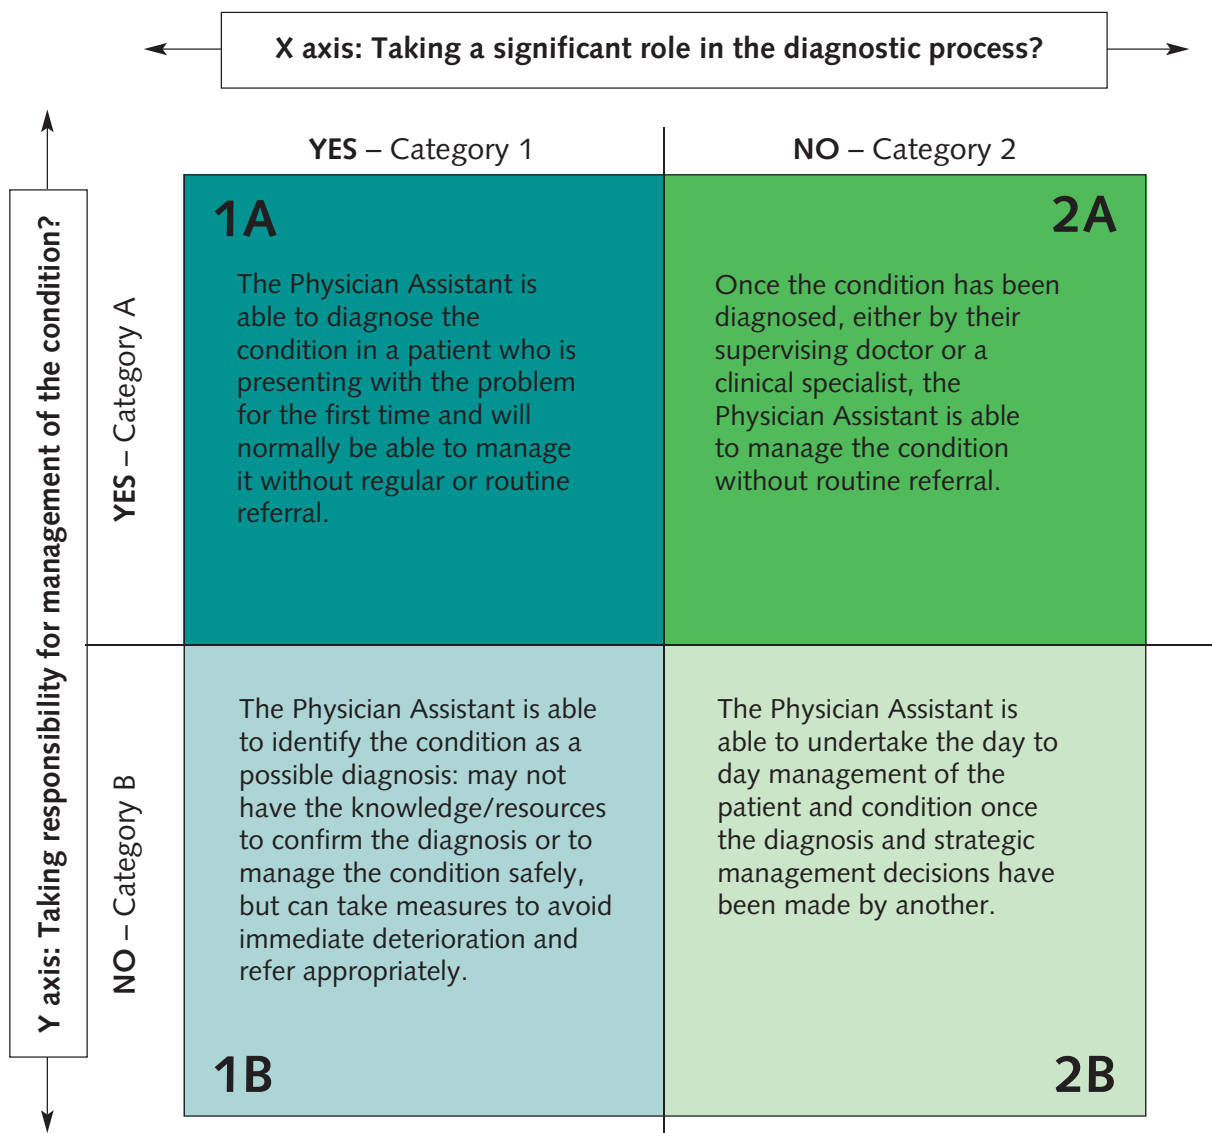 X axis: Taking a significant role in the diagnostic process?
Y axis: Taking responsibility for management of the condition?
YES – Category 1
NO – Category 2
YES – Category A
1A
The Physician Assistant is
able to diagnose the
condition in a patient who is
presenting with the problem
for the first time and will
normally be able to manage
it without regular or routine
referral.
2A
Once the condition has been
diagnosed, either by their
supervising doctor or a
clinical specialist, the
Physician Assistant is able
to manage the condition
without routine referral.
NO – Category B
The Physician Assistant is able
to identify the condition as a
possible diagnosis: may not
have the knowledge/resources
to confirm the diagnosis or to
manage the condition safely,
but can take measures to avoid
immediate deterioration and
refer appropriately.
1B
The Physician Assistant is
able to undertake the day to
day management of the
patient and condition once
the diagnosis and strategic
management decisions have
been made by another.
2B